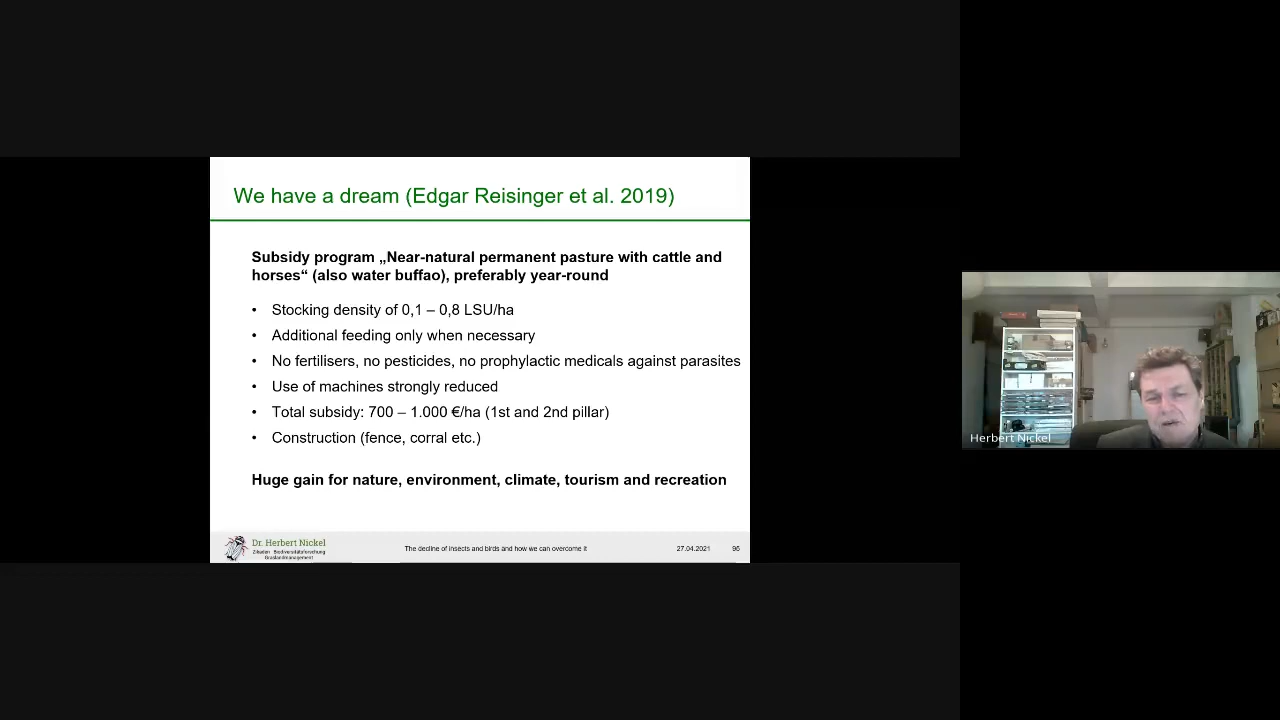 We have a dream (Edgar Reisinger et al. 2019)
Subsidy program „Near-natural permanent pasture with cattle and
horses“ (also water buffao), preferably year-round
• Stocking density of 0,1 – 0,8 LSU/ha
• Additional feeding only when necessary
• No fertilisers, no pesticides, no prophylactic medicals against parasites
• Use of machines strongly reduced
• Total subsidy: 700 – 1.000 €/ha (1st and 2nd pillar)
• Construction (fence, corral etc.)
Huge gain for nature, environment, climate, tourism and recreation
Dr. Herbert Nickel
Zikaden Biodiversitätsforschung
Graslandmanagement
The decline of insects and birds and how we can overcome it
27.04.2021
96
Herbert Nickel